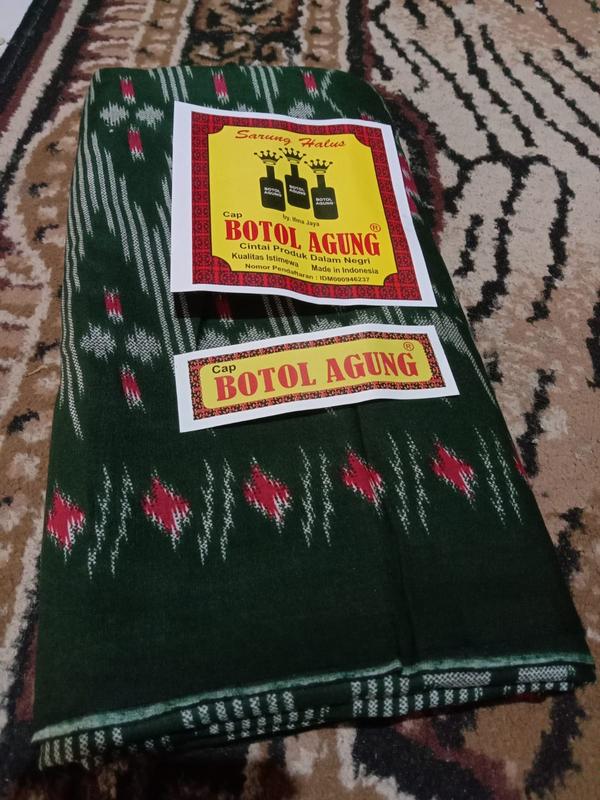 Sarung Halus
BOTOL AGUNG
BOTOL AGUNG
BOTOL AGUNG
by. Ifina Jaya
Cap
BOTOL AGUNG ®
Cintai Produk Dalam Negri
Kualitas Istimewa Made in Indonesia
Nomor Pendaftaran : IDM000946237
Cap
BOTOL AGUNG ®